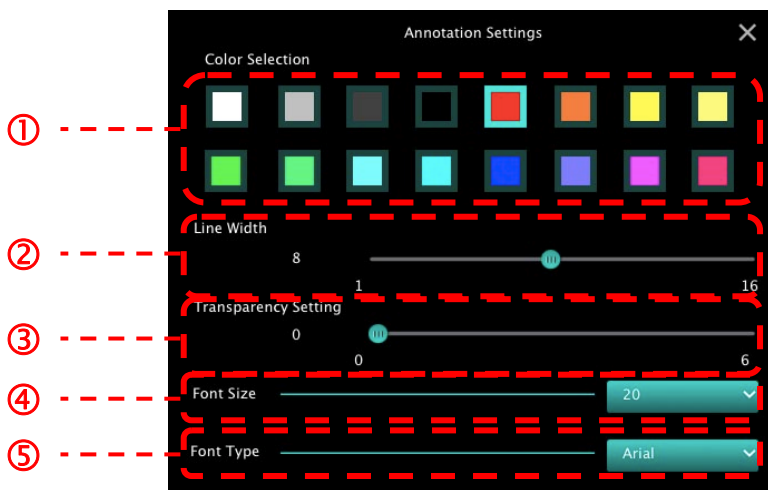 Annotation Settings
Color Selection
①
Line Width
②
8
1 16
Transparency Setting
③
0
0 6
④ Font Size 20
⑤ Font Type Arial